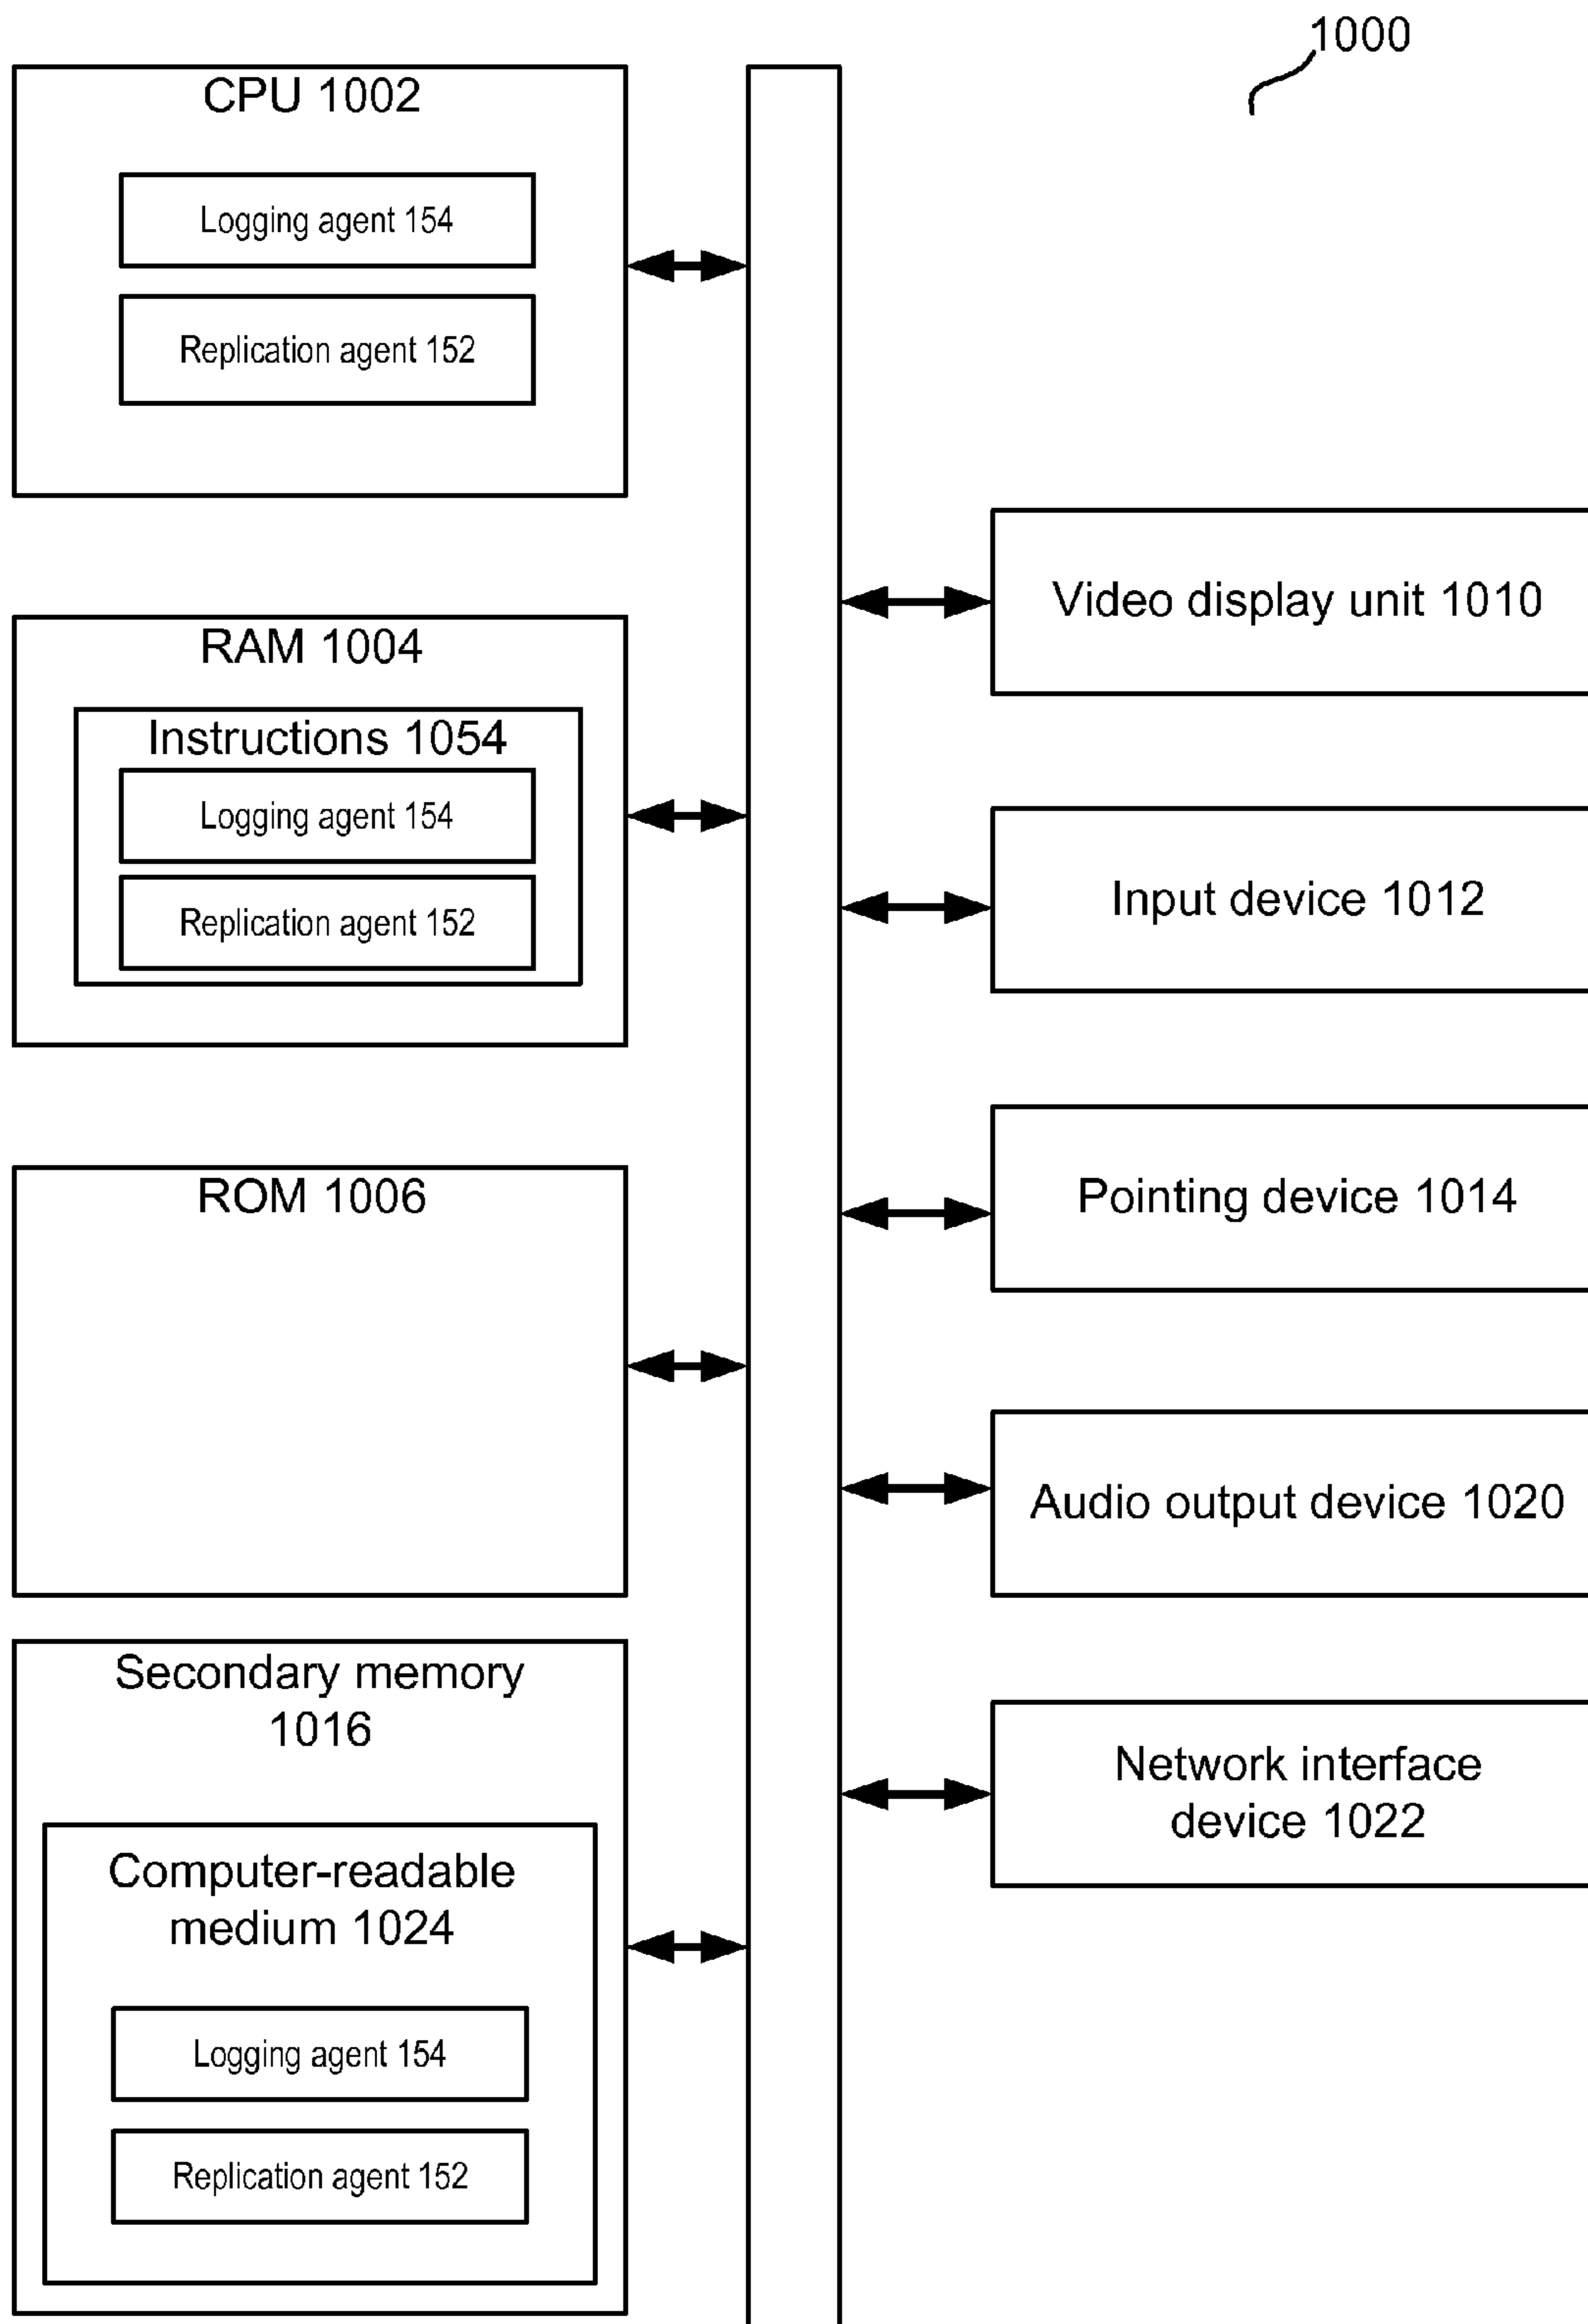 1000
CPU 1002
Logging agent 154
Replication agent 152
RAM 1004
Instructions 1054
Logging agent 154
Replication agent 152
ROM 1006
Secondary memory
1016
Computer-readable
medium 1024
Logging agent 154
Replication agent 152
Video display unit 1010
Input device 1012
Pointing device 1014
Audio output device 1020
Network interface
device 1022